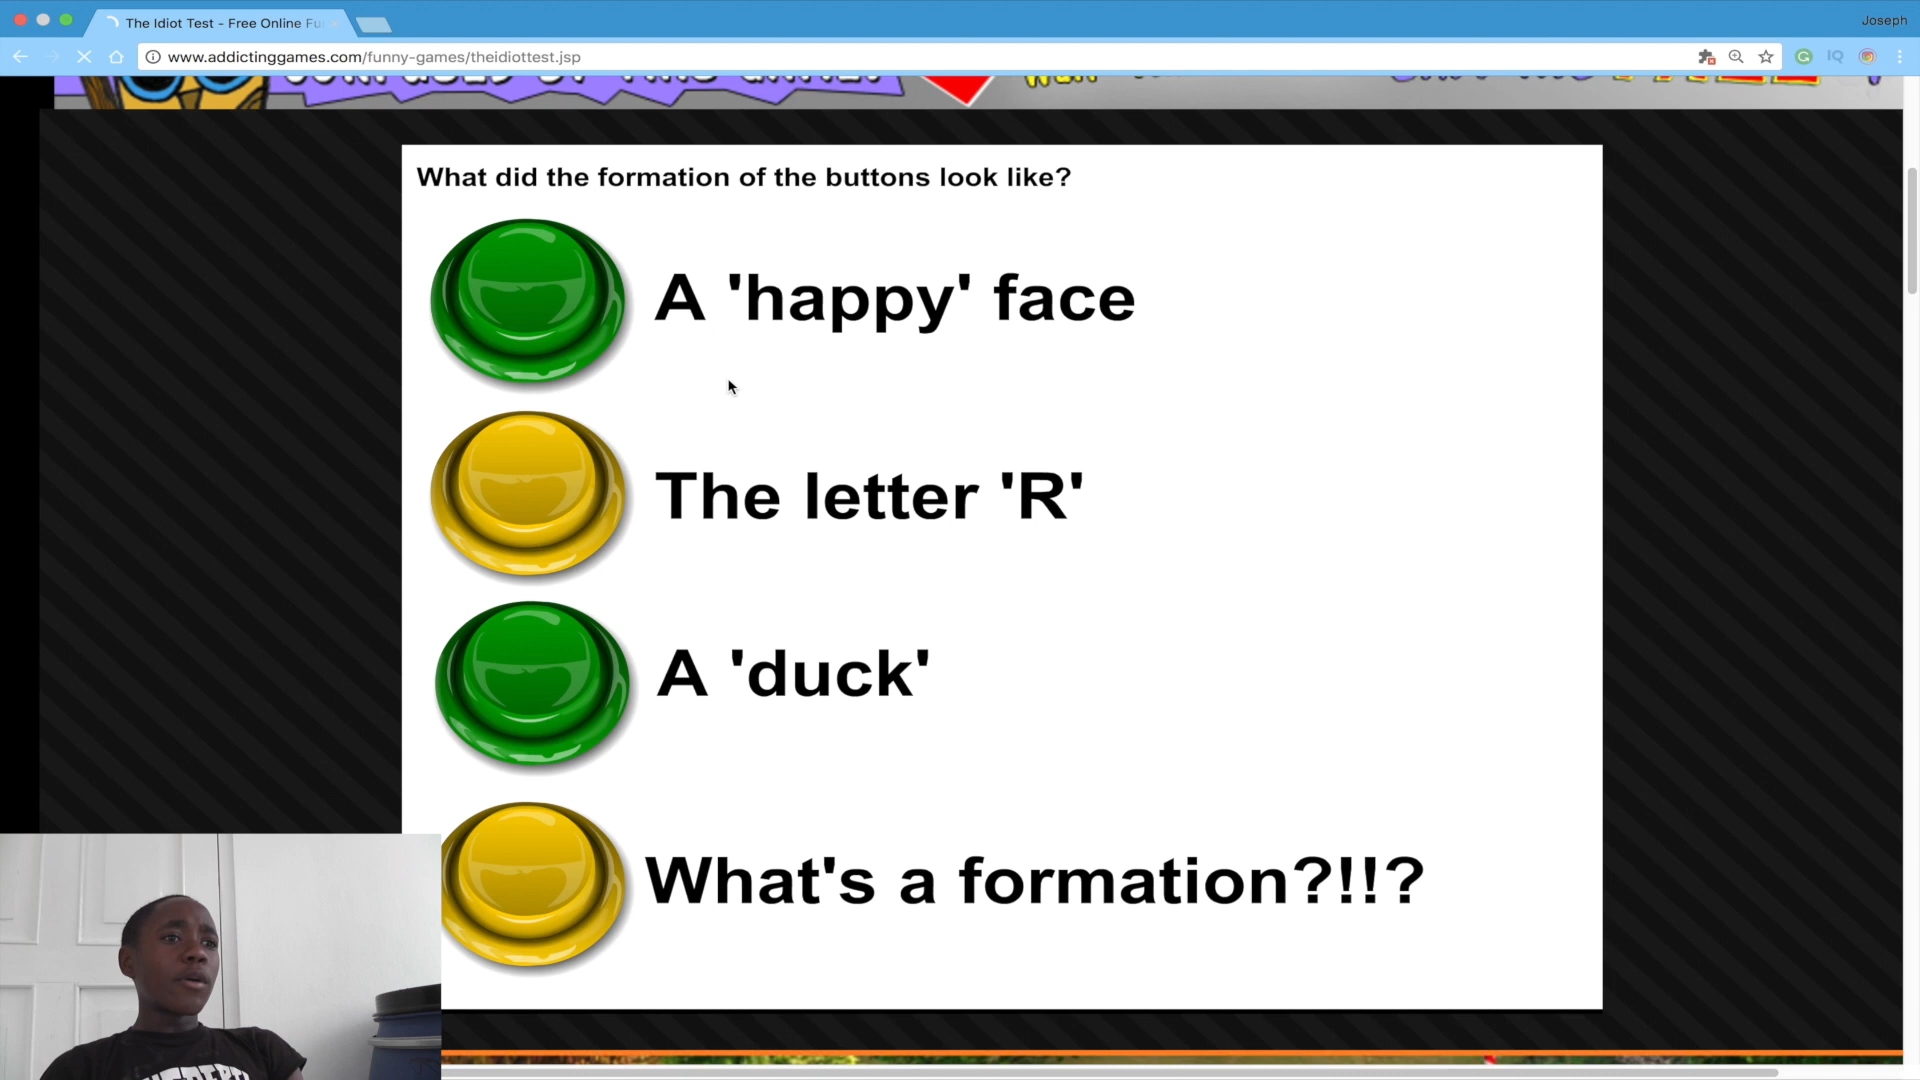 The Idiot Test - Free Online Fu
Joseph
www.addictinggames.com/funny-games/theidiottest.jsp
What did the formation of the buttons look like?
A 'happy' face
The letter 'R'
A 'duck'
What's a formation?!!?